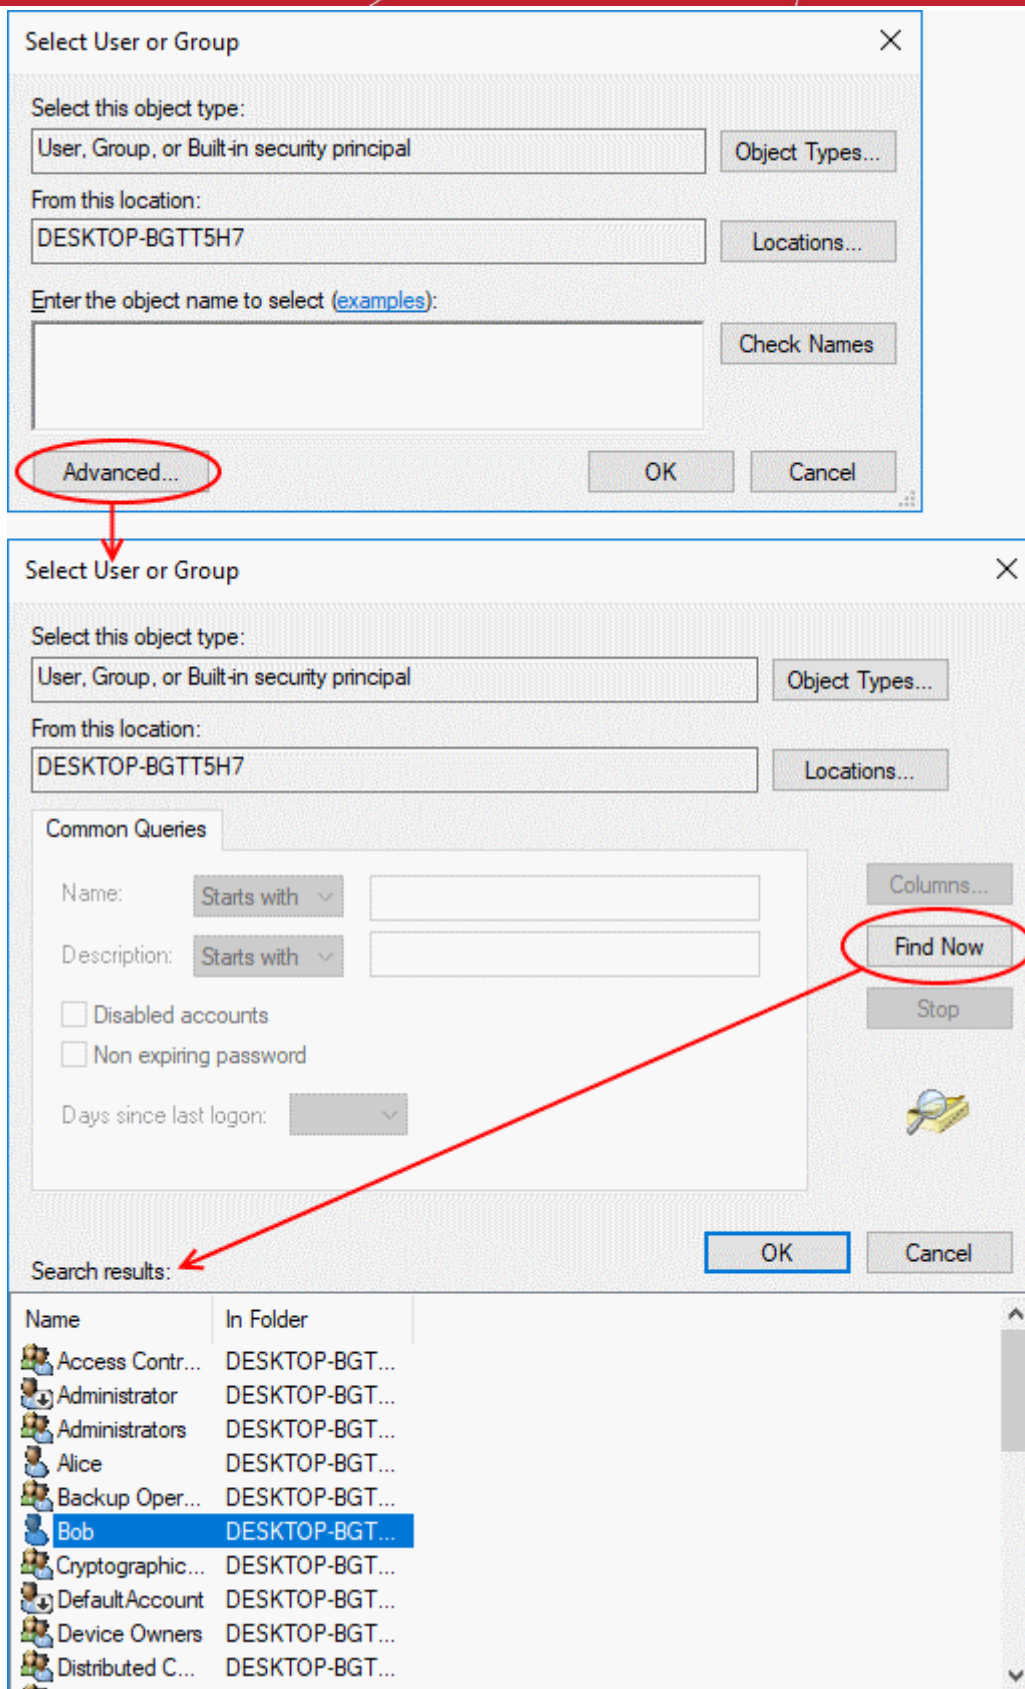 Select User or Group
Select this object type:
User, Group, or Built-in security principal
Object Types...
From this location:
DESKTOP-BGTT5H7
Locations...
Enter the object name to select (examples):
Check Names
Advanced...
OK
Cancel
Select User or Group
Select this object type:
User, Group, or Built-in security principal
Object Types...
From this location:
DESKTOP-BGTT5H7
Locations...
Common Queries
Name: Starts with
Columns...
Description: Starts with
Find Now
Disabled accounts
Stop
Non expiring password
Days since last logon:
OK
Cancel
Search results:
Name In Folder
Access Contr... DESKTOP-BGT...
Administrator DESKTOP-BGT...
Administrators DESKTOP-BGT...
Alice DESKTOP-BGT...
Backup Oper... DESKTOP-BGT...
Bob DESKTOP-BGT...
Cryptographic... DESKTOP-BGT...
DefaultAccount DESKTOP-BGT...
Device Owners DESKTOP-BGT...
Distributed C... DESKTOP-BGT...